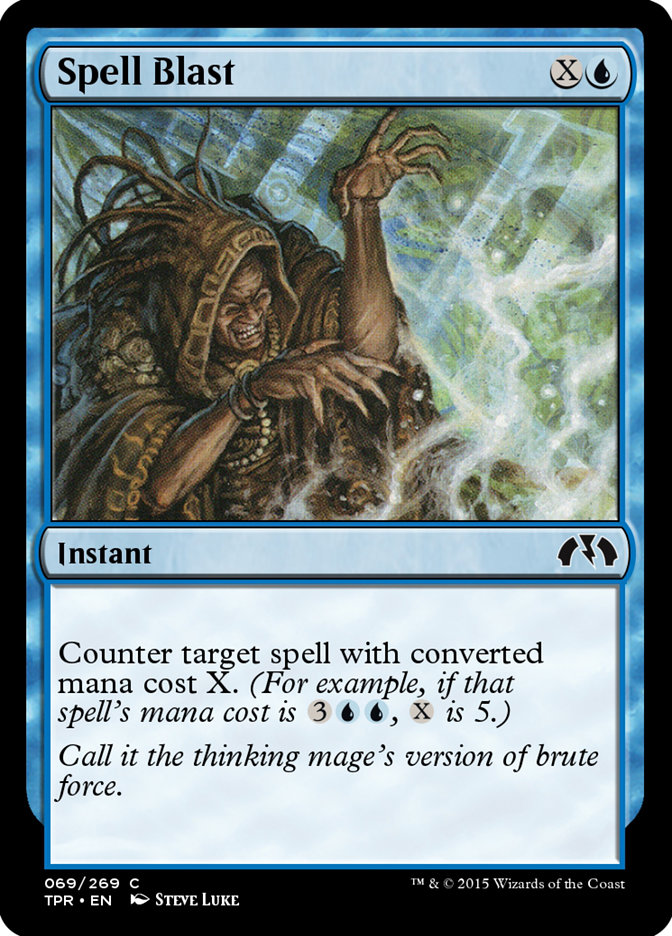 Spell Blast X
Instant
Counter target spell with converted
mana cost X. (For example, if that
spell's mana cost is 3, X is 5.)
Call it the thinking mage's version of brute
force.
069/269 C
TPR • EN Steve Luke
™ & © 2015 Wizards of the Coast